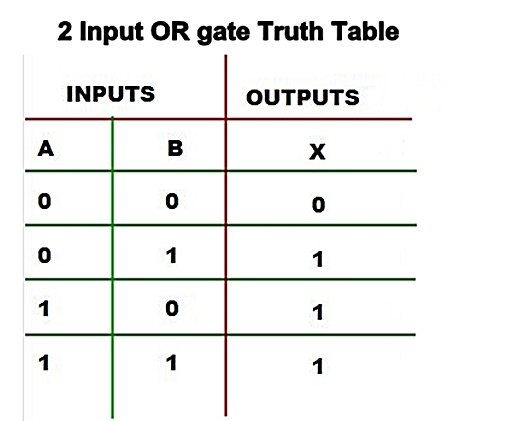 2 Input OR gate Truth Table
INPUTS OUTPUTS
A B X
0 0 0
0 1 1
1 0 1
1 1 1